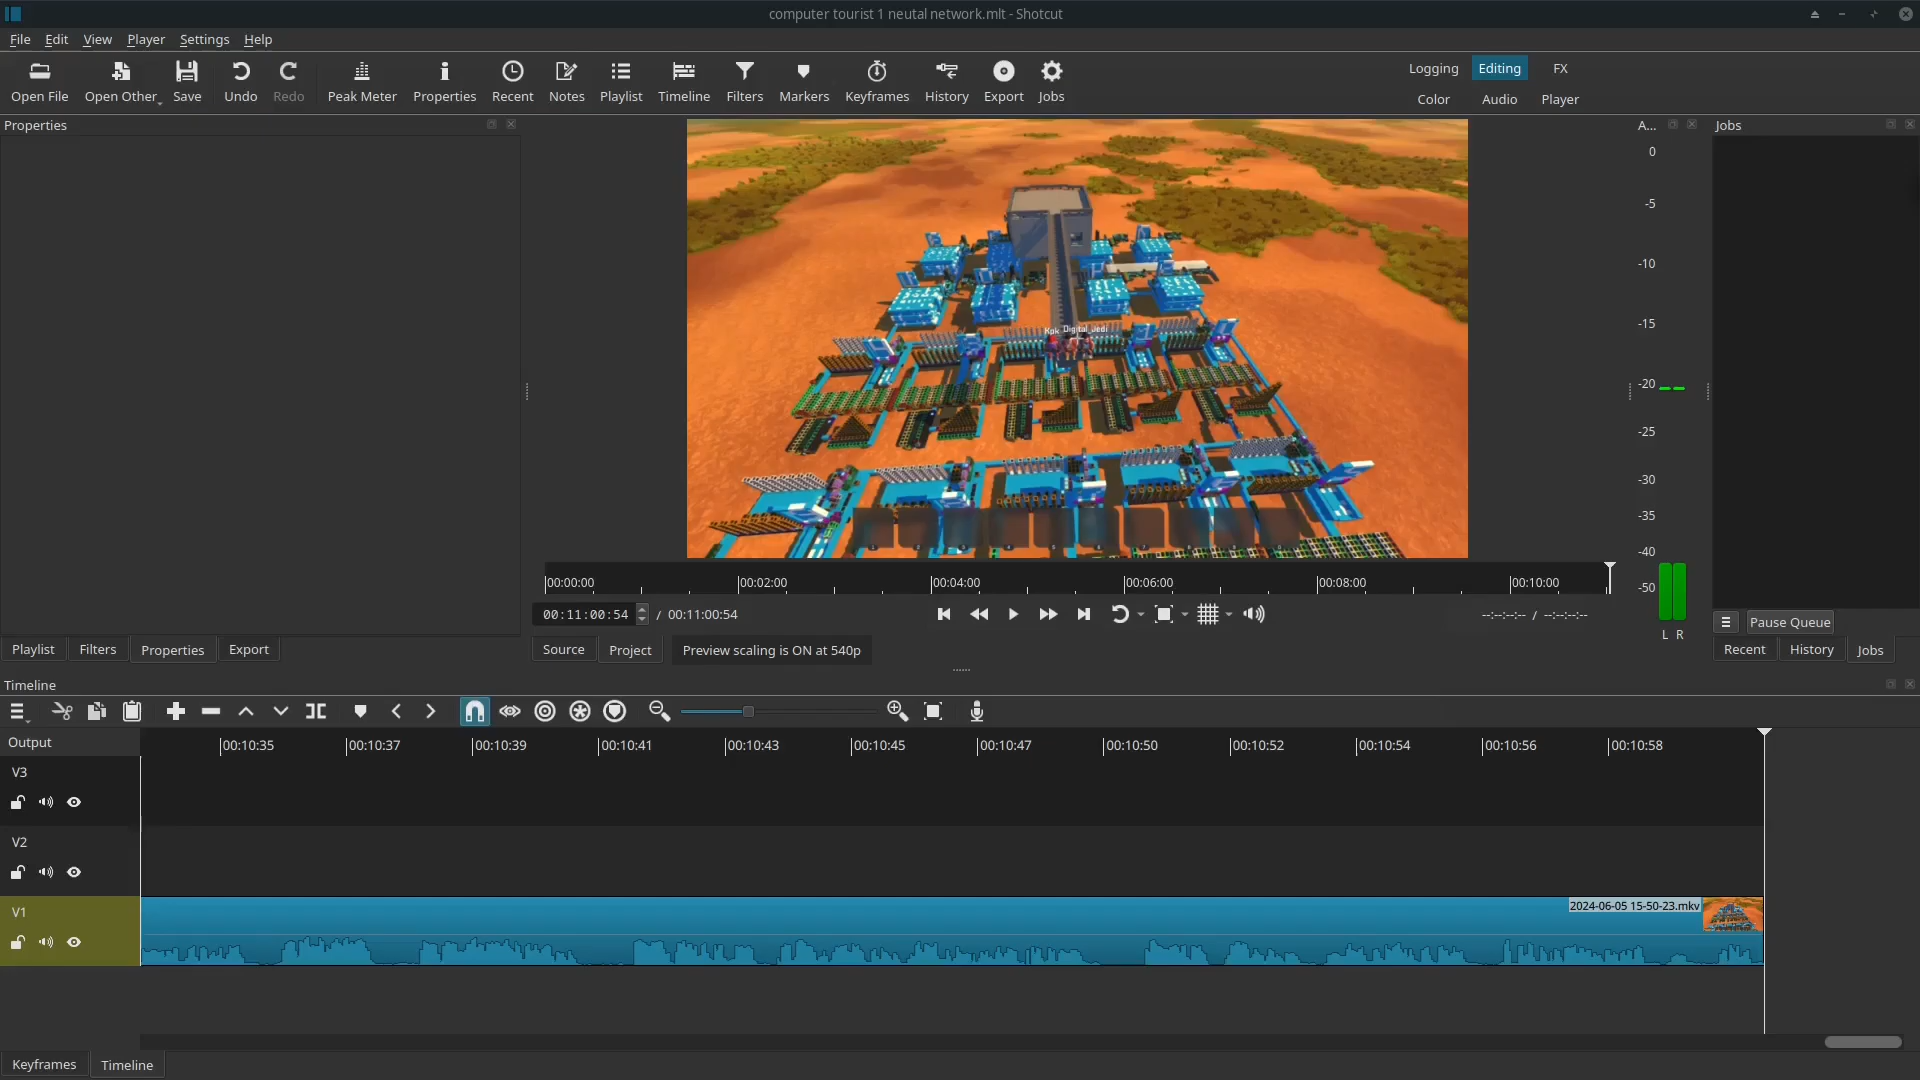 computer tourist 1 neutal network.mlt - Shotcut
File Edit View Player Settings Help
Open File Open Other Save Undo Redo Peak Meter Properties Recent Notes Playlist Timeline Filters Markers Keyframes History Export Jobs
Logging Editing FX
Color Audio Player
Properties
A...
Jobs
Kpk Digital_Jedi
0
-5
-10
-15
-20
-25
-30
-35
-40
-50
L R
00:00:00 00:02:00 00:04:00 00:06:00 00:08:00 00:10:00
00:11:00:54 / 00:11:00:54
--:--:--:-- / --:--:--:--
Pause Queue
Playlist Filters Properties Export
Source Project Preview scaling is ON at 540p
Recent History Jobs
Timeline
Output
00:10:35 00:10:37 00:10:39 00:10:41 00:10:43 00:10:45 00:10:47 00:10:50 00:10:52 00:10:54 00:10:56 00:10:58
V3
V2
V1
2024-06-05 15-50-23.mkv
Keyframes Timeline